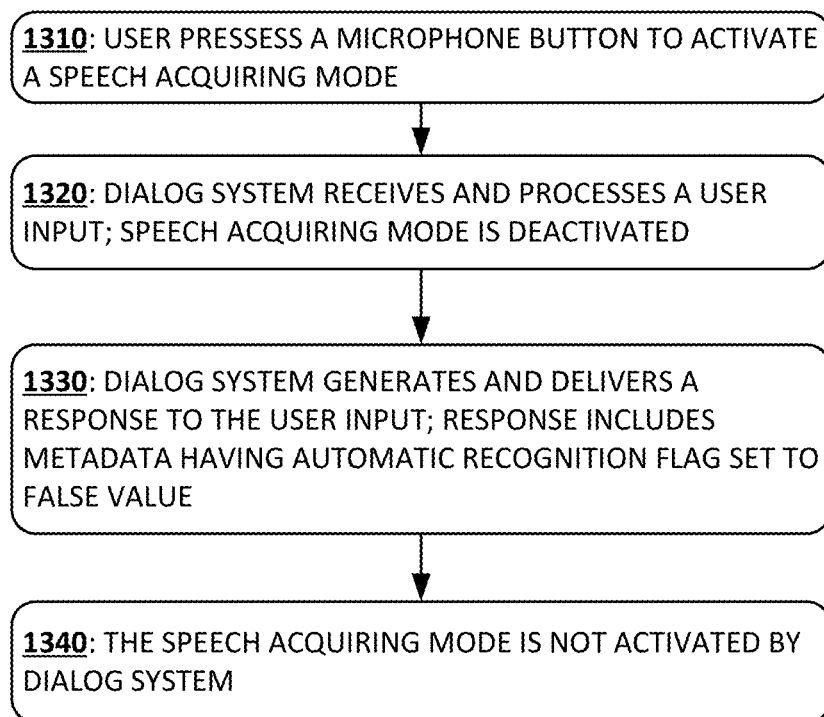 1310: USER PRESSESS A MICROPHONE BUTTON TO ACTIVATE
A SPEECH ACQUIRING MODE
1320: DIALOG SYSTEM RECEIVES AND PROCESSES A USER
INPUT; SPEECH ACQUIRING MODE IS DEACTIVATED
1330: DIALOG SYSTEM GENERATES AND DELIVERS A
RESPONSE TO THE USER INPUT; RESPONSE INCLUDES
METADATA HAVING AUTOMATIC RECOGNITION FLAG SET TO
FALSE VALUE
1340: THE SPEECH ACQUIRING MODE IS NOT ACTIVATED BY
DIALOG SYSTEM